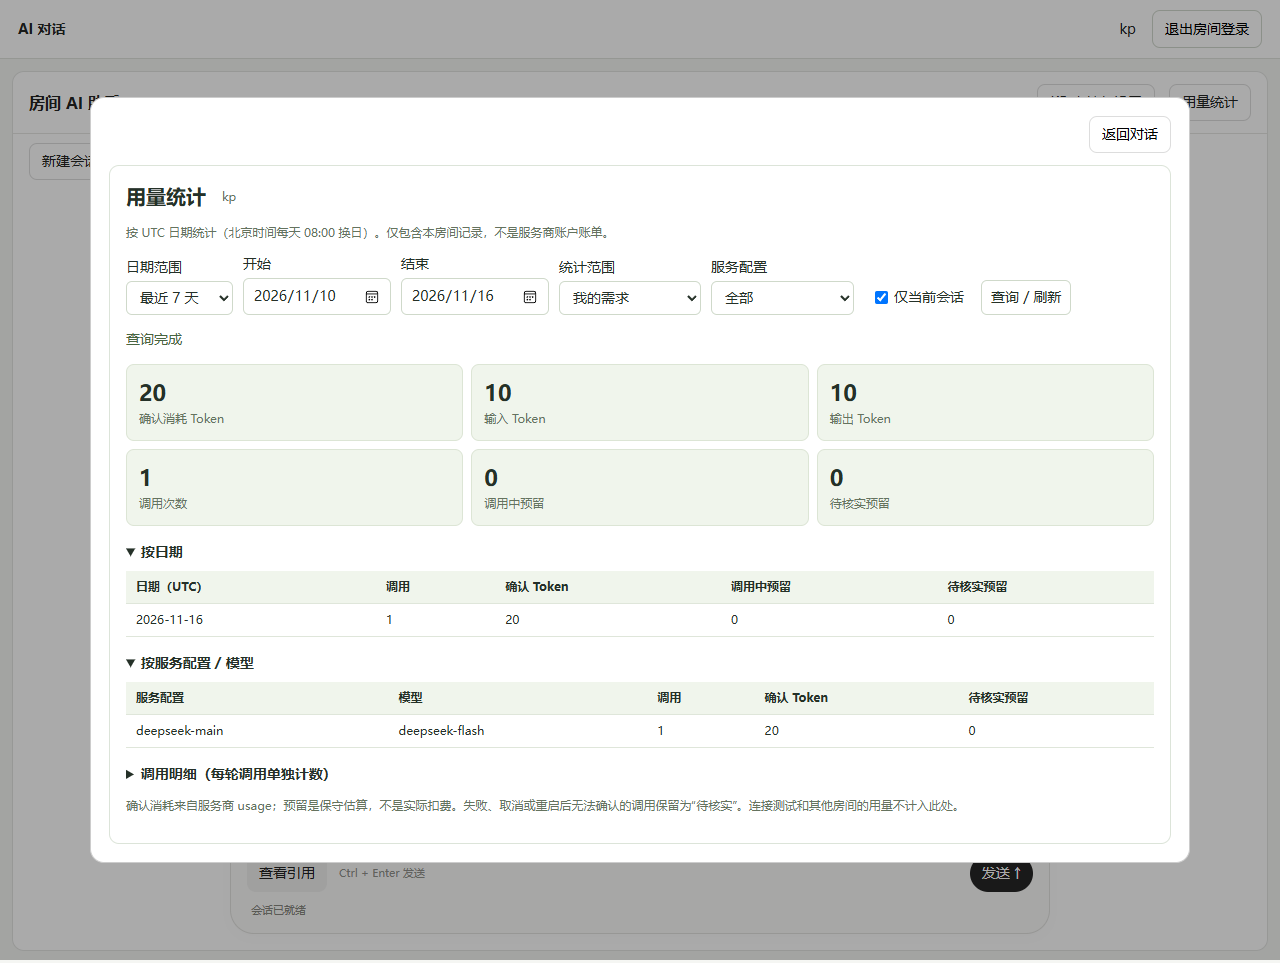 AI 对话
kp
退出房间登录
房间 AI
用量统计
新建会话
返回对话
用量统计 kp
按 UTC 日期统计（北京时间每天 08:00 换日）。仅包含本房间记录，不是服务商账户账单。
日期范围 开始 结束 统计范围 服务配置
最近 7 天 2026/11/10 2026/11/16 我的需求 全部 仅当前会话 查询 / 刷新
查询完成
20 10 10
确认消耗 Token 输入 Token 输出 Token
1 0 0
调用次数 调用中预留 待核实预留
▼ 按日期
日期（UTC） 调用 确认 Token 调用中预留 待核实预留
2026-11-16 1 20 0 0
▼ 按服务配置 / 模型
服务配置 模型 调用 确认 Token 待核实预留
deepseek-main deepseek-flash 1 20 0
▶ 调用明细（每轮调用单独计数）
确认消耗来自服务商 usage；预留是保守估算，不是实际扣费。失败、取消或重启后无法确认的调用保留为“待核实”。连接测试和其他房间的用量不计入此处。
查看引用 Ctrl + Enter 发送 发送 ↑
会话已就绪